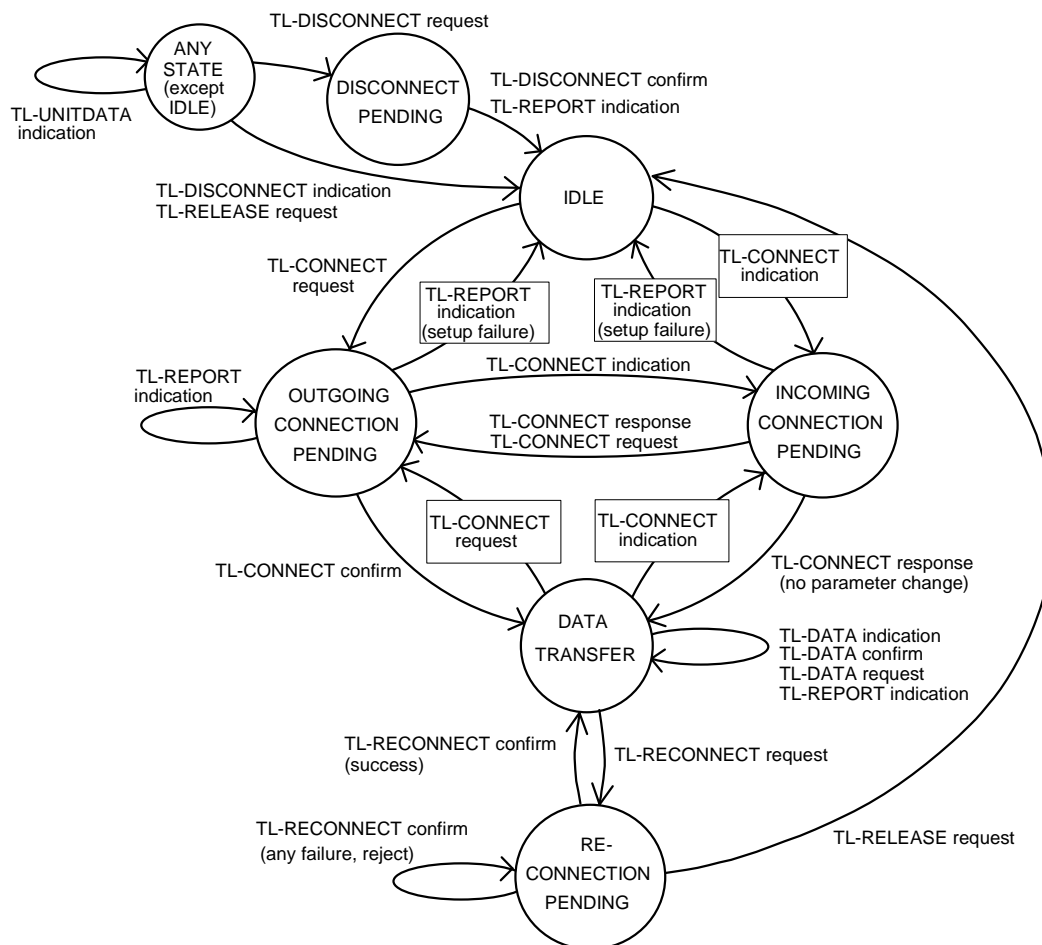 TL-DISCONNECT request
ANY
STATE
(except
IDLE)
TL-UNITDATA
indication
DISCONNECT
PENDING
TL-DISCONNECT confirm
TL-REPORT indication
TL-DISCONNECT indication
TL-RELEASE request
IDLE
TL-CONNECT
request
TL-REPORT
indication
(setup failure)
TL-REPORT
indication
(setup failure)
TL-CONNECT
indication
TL-REPORT
indication
OUTGOING
CONNECTION
PENDING
TL-CONNECT indication
TL-CONNECT response
TL-CONNECT request
INCOMING
CONNECTION
PENDING
TL-CONNECT
request
TL-CONNECT
indication
TL-CONNECT confirm
TL-CONNECT response
(no parameter change)
DATA
TRANSFER
TL-DATA indication
TL-DATA confirm
TL-DATA request
TL-REPORT indication
TL-RECONNECT confirm
(success)
TL-RECONNECT request
TL-RECONNECT confirm
(any failure, reject)
RE-
CONNECTION
PENDING
TL-RELEASE request